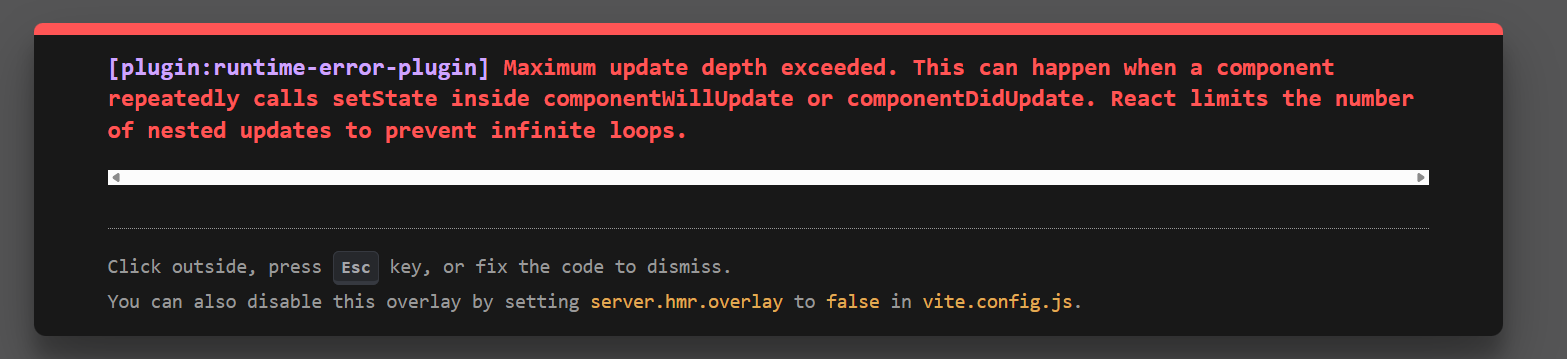 [plugin:runtime-error-plugin] Maximum update depth exceeded. This can happen when a component
repeatedly calls setState inside componentWillUpdate or componentDidUpdate. React limits the number
of nested updates to prevent infinite loops.
Click outside, press Esc key, or fix the code to dismiss.
You can also disable this overlay by setting server.hmr.overlay to false in vite.config.js.